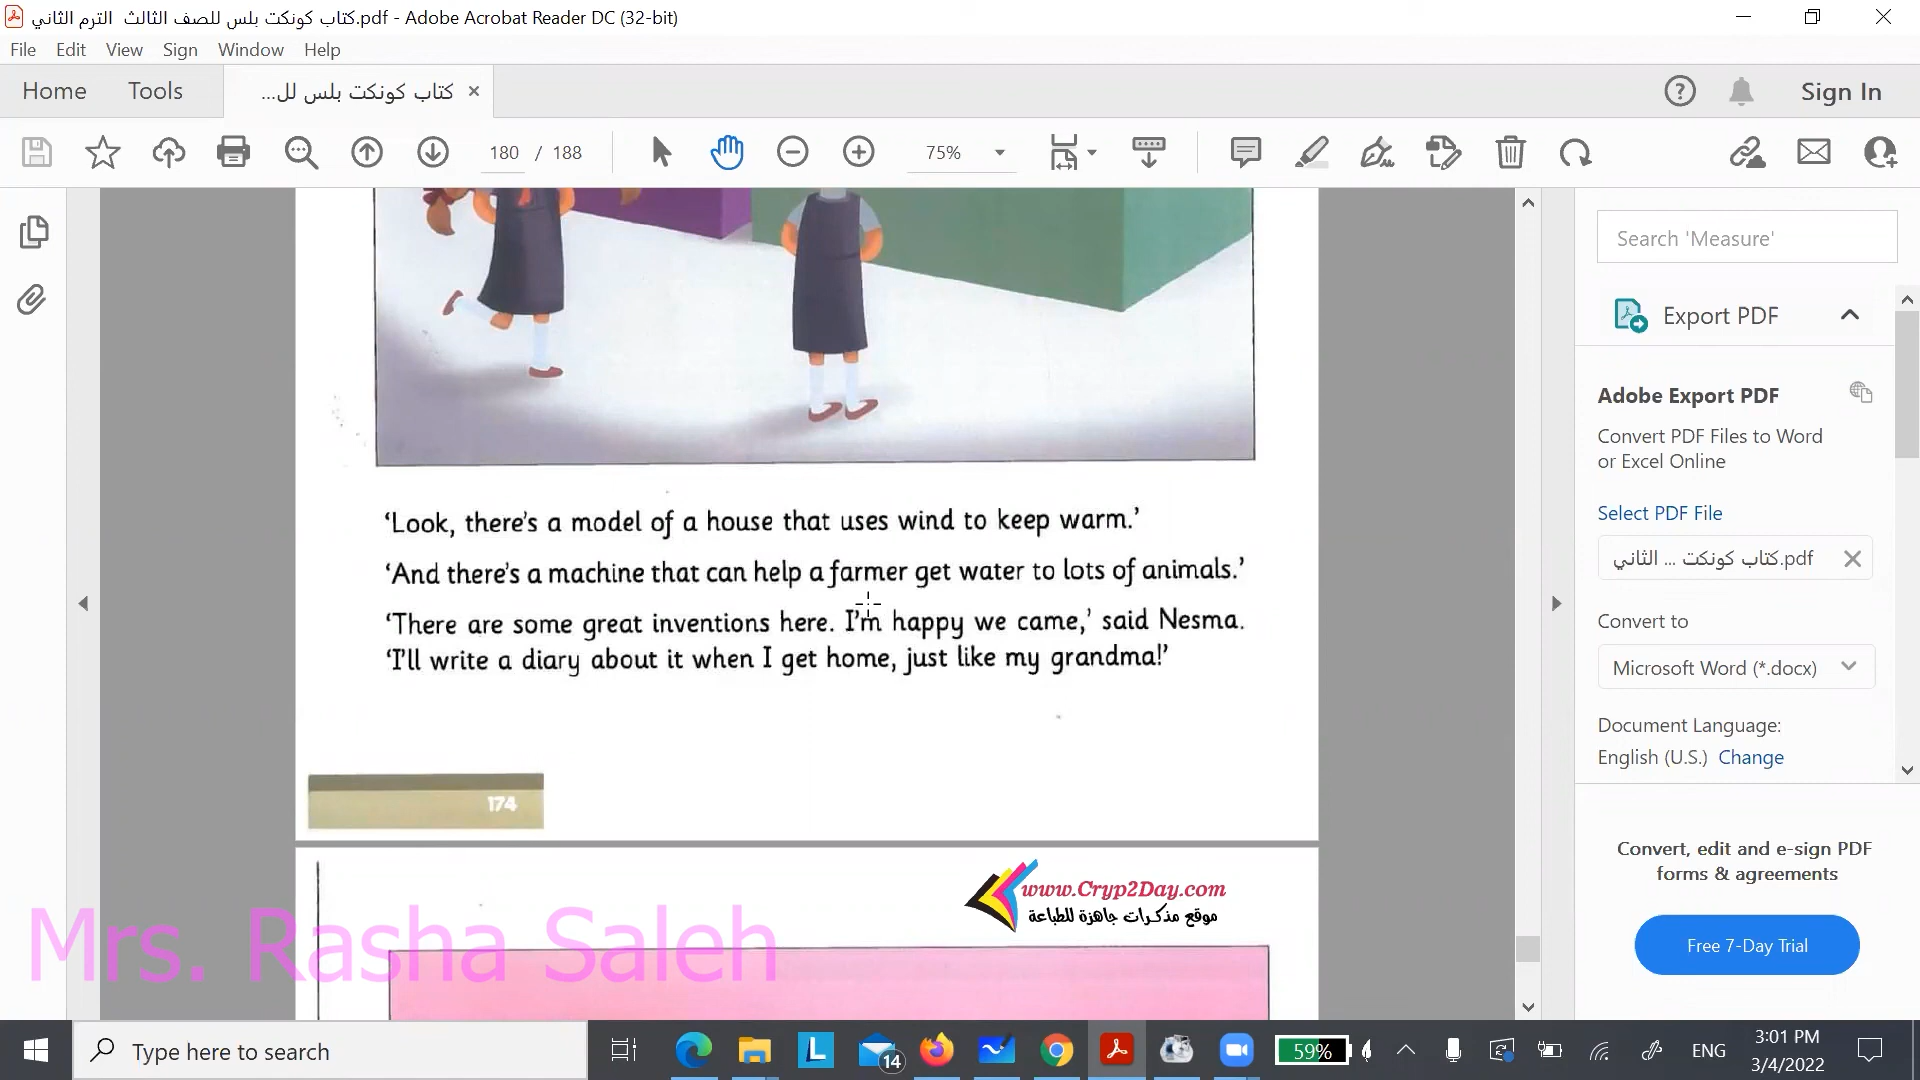 كتاب كونكت بلس للصف الثالث الترم الثاني.pdf - Adobe Acrobat Reader DC (32-bit)
File Edit View Sign Window Help
Home Tools كتاب كونكت بلس لل... × Sign In
180 / 188 75%
Search 'Measure'
Export PDF
Adobe Export PDF
Convert PDF Files to Word
or Excel Online
Select PDF File
كتاب كونكت ... الثاني.pdf
Convert to
Microsoft Word (*.docx)
Document Language:
English (U.S.) Change
Convert, edit and e-sign PDF
forms & agreements
Free 7-Day Trial
‘Look, there’s a model of a house that uses wind to keep warm.’
‘And there’s a machine that can help a farmer get water to lots of animals.’
‘There are some great inventions here. I’m happy we came,’ said Nesma.
‘I’ll write a diary about it when I get home, just like my grandma!’
174
www.Cryp2Day.com
موقع مذكرات جاهزة للطباعة
Mrs. Rasha Saleh
Type here to search
L
14
59%
ENG
3:01 PM
3/4/2022